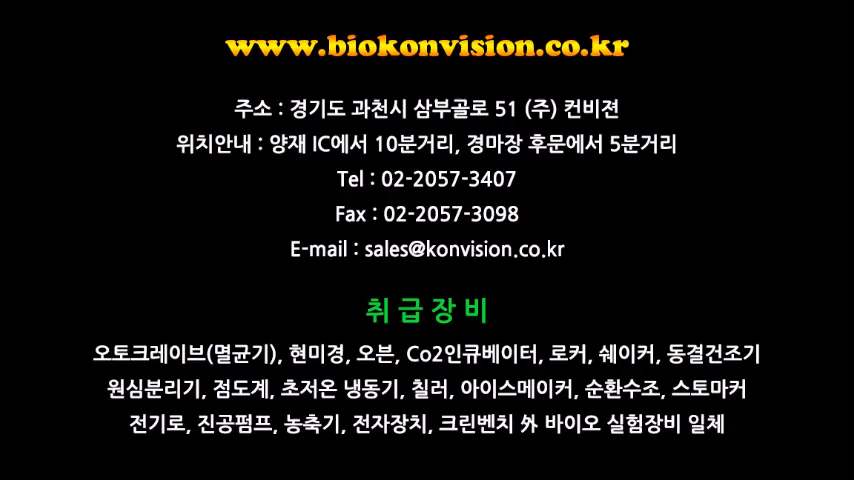 www.biokonvision.co.kr
주소 : 경기도 과천시 삼부골로 51 (주) 컨비젼
위치안내 : 양재 IC에서 10분거리, 경마장 후문에서 5분거리
Tel : 02-2057-3407
Fax : 02-2057-3098
E-mail : sales@konvision.co.kr
취 급 장 비
오토크레이브(멸균기), 현미경, 오븐, Co2인큐베이터, 로커, 쉐이커, 동결건조기
원심분리기, 점도계, 초저온 냉동기, 칠러, 아이스메이커, 순환수조, 스토마커
전기로, 진공펌프, 농축기, 전자장치, 크린벤치 外 바이오 실험장비 일체